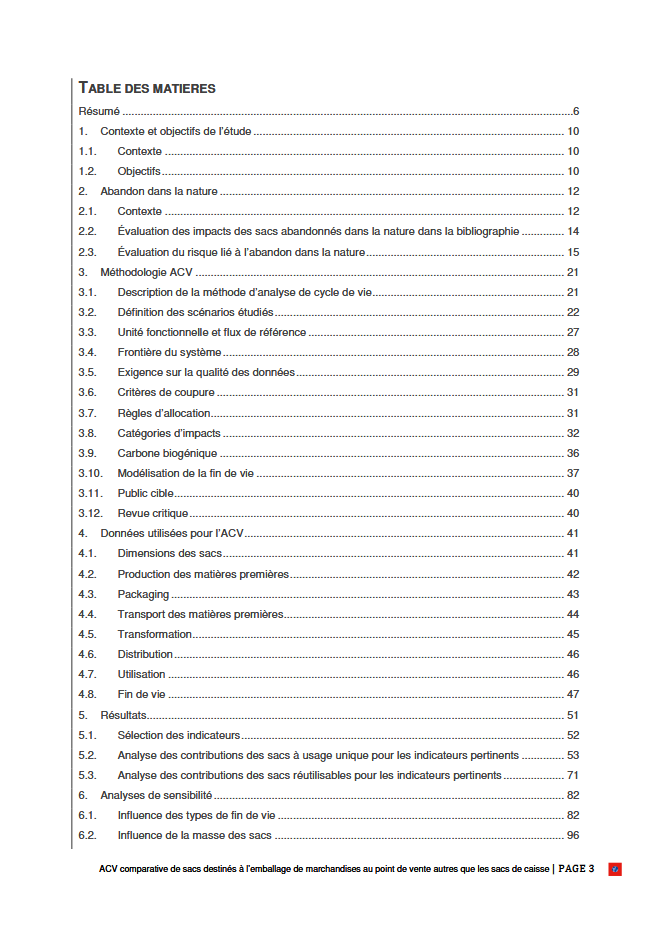 TABLE DES MATIERES
Résumé ...................................................................................................................................................6
1. Contexte et objectifs de l'étude ....................................................................................................... 10
1.1. Contexte .................................................................................................................................... 10
1.2. Objectifs..................................................................................................................................... 10
2. Abandon dans la nature .................................................................................................................. 12
2.1. Contexte .................................................................................................................................... 12
2.2. Évaluation des impacts des sacs abandonnés dans la nature dans la bibliographie .............. 14
2.3. Évaluation du risque lié à l'abandon dans la nature.................................................................. 15
3. Méthodologie ACV .......................................................................................................................... 21
3.1. Description de la méthode d'analyse de cycle de vie................................................................ 21
3.2. Définition des scénarios étudiés................................................................................................ 22
3.3. Unité fonctionnelle et flux de référence ..................................................................................... 27
3.4. Frontière du système ................................................................................................................. 28
3.5. Exigence sur la qualité des données......................................................................................... 29
3.6. Critères de coupure ................................................................................................................... 31
3.7. Règles d'allocation..................................................................................................................... 31
3.8. Catégories d'impacts ................................................................................................................. 32
3.9. Carbone biogénique .................................................................................................................. 36
3.10. Modélisation de la fin de vie ...................................................................................................... 37
3.11. Public cible................................................................................................................................. 40
3.12. Revue critique............................................................................................................................ 40
4. Données utilisées pour l'ACV.......................................................................................................... 41
4.1. Dimensions des sacs................................................................................................................. 41
4.2. Production des matières premières........................................................................................... 42
4.3. Packaging .................................................................................................................................. 43
4.4. Transport des matières premières............................................................................................. 44
4.5. Transformation........................................................................................................................... 45
4.6. Distribution................................................................................................................................. 46
4.7. Utilisation ................................................................................................................................... 46
4.8. Fin de vie ................................................................................................................................... 47
5. Résultats.......................................................................................................................................... 51
5.1. Sélection des indicateurs........................................................................................................... 52
5.2. Analyse des contributions des sacs à usage unique pour les indicateurs pertinents .............. 53
5.3. Analyse des contributions des sacs réutilisables pour les indicateurs pertinents .................... 71
6. Analyses de sensibilité .................................................................................................................... 82
6.1. Influence des types de fin de vie ............................................................................................... 82
6.2. Influence de la masse des sacs ................................................................................................ 96
ACV comparative de sacs destinés à l'emballage de marchandises au point de vente autres que les sacs de caisse | PAGE 3